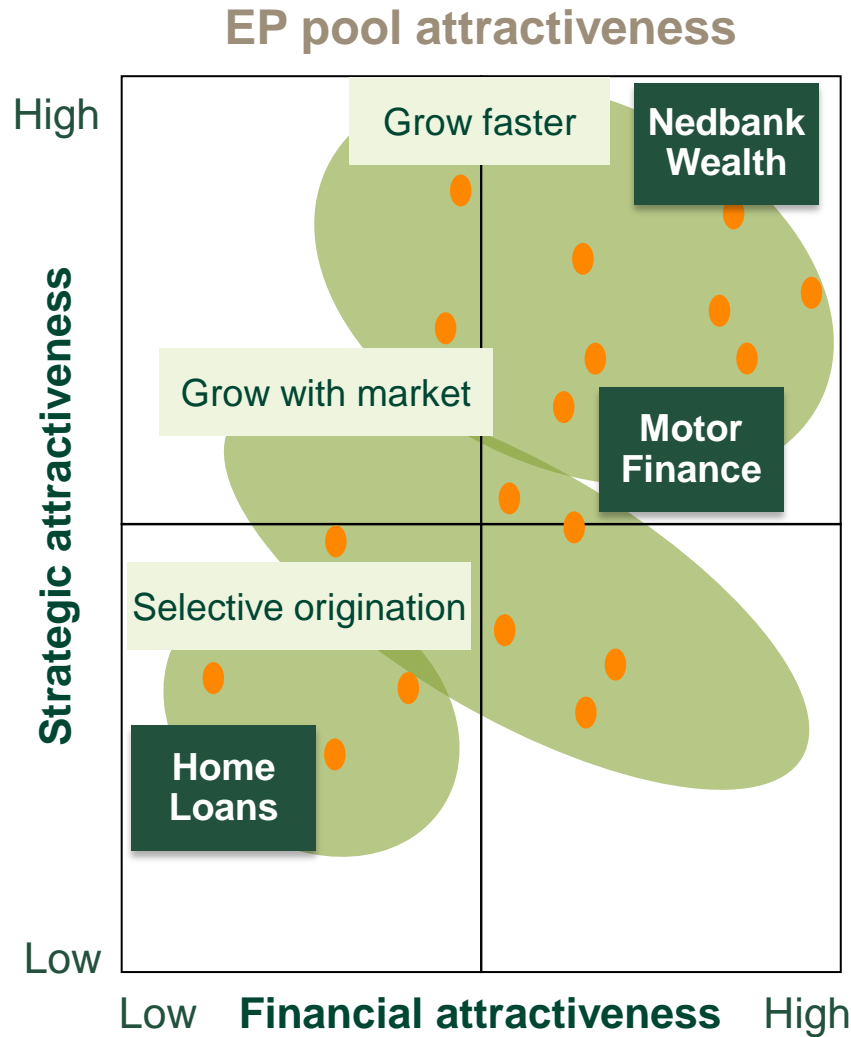 EP pool attractiveness
High
Grow faster
Nedbank
Wealth
Grow with market
Motor
Finance
Strategic attractiveness
Selective origination
Home
Loans
Low
Low Financial attractiveness High